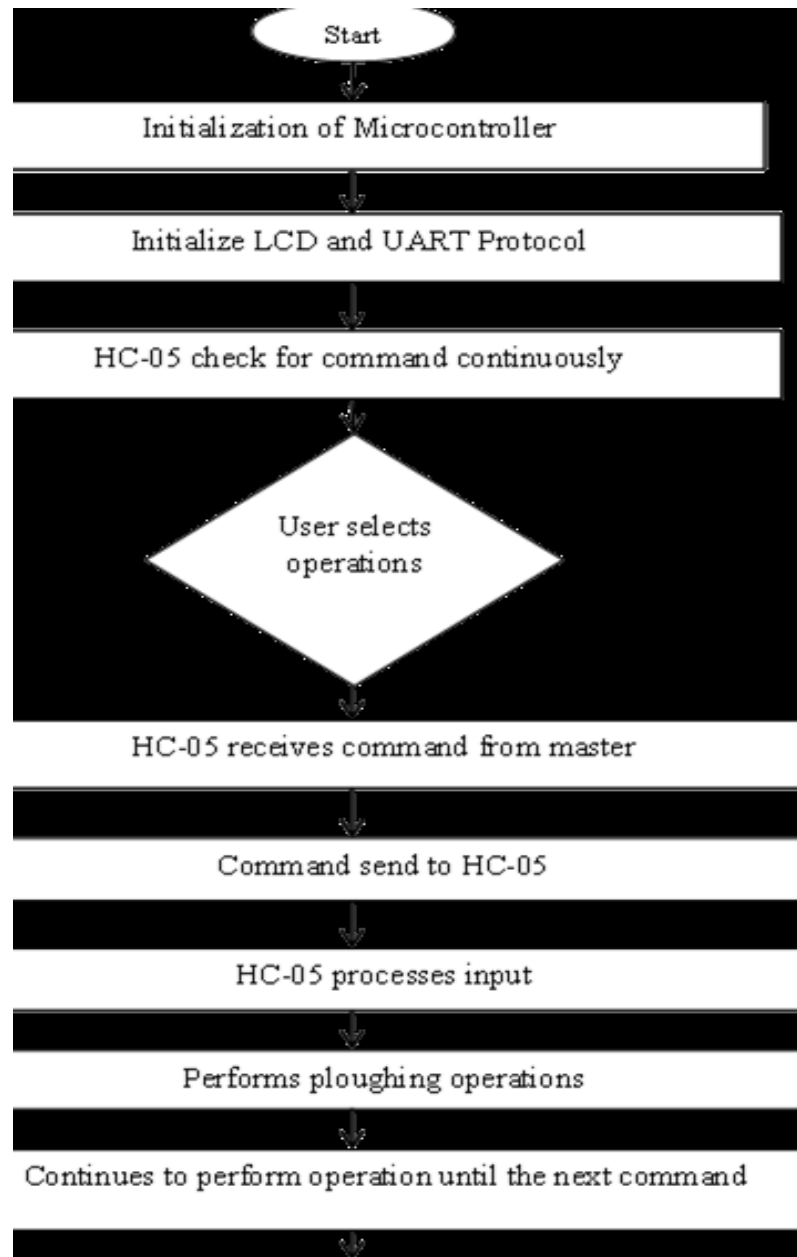 Start
Initialization of Microcontroller
Initialize LCD and UART Protocol
HC-05 check for command continuously
User selects
operations
HC-05 receives command from master
Command send to HC-05
HC-05 processes input
Performs ploughing operations
Continues to perform operation until the next command